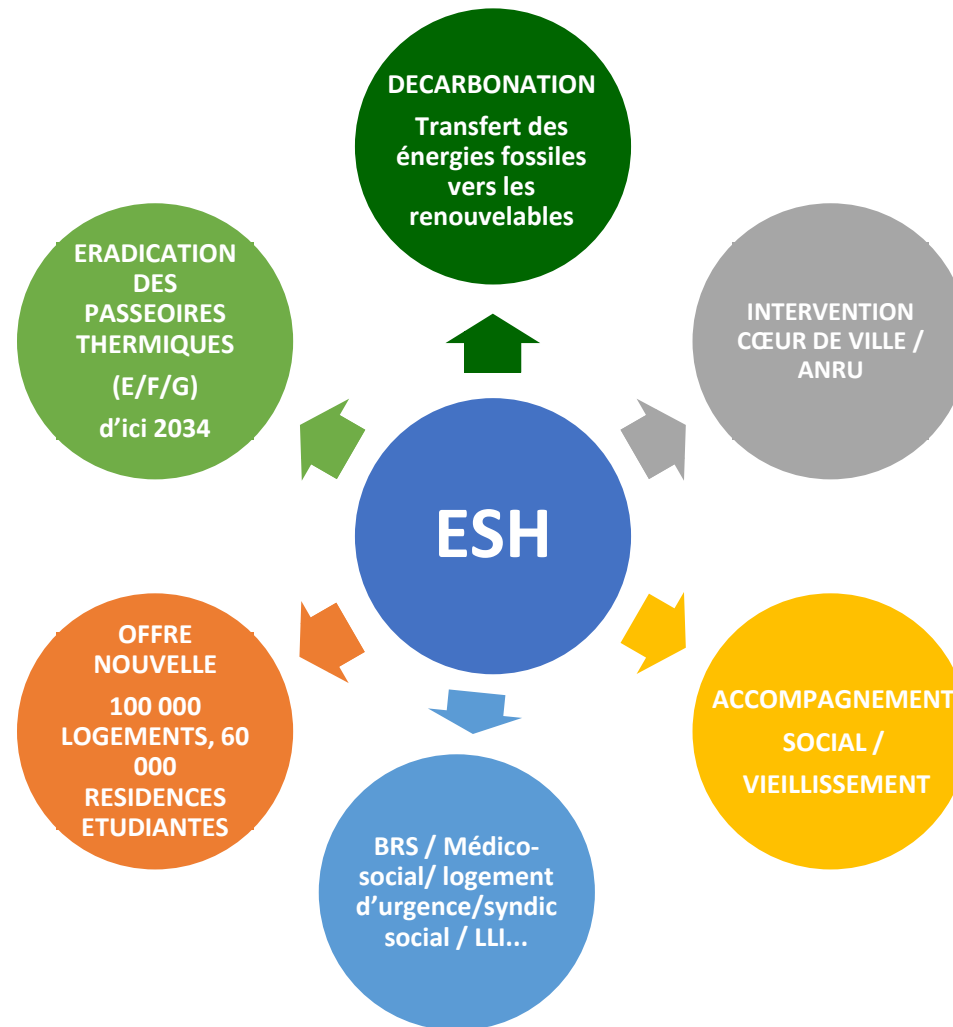 DECARBONATION
Transfert des
énergies fossiles
vers les
renouvelables
ERADICATION
DES
PASSEOIRES
THERMIQUES
(E/F/G)
d’ici 2034
INTERVENTION
CŒUR DE VILLE /
ANRU
ESH
OFFRE
NOUVELLE
100 000
LOGEMENTS, 60
000
RESIDENCES
ETUDIANTES
ACCOMPAGNEMENT
SOCIAL /
VIEILLISSEMENT
BRS / Médico-
social/ logement
d’urgence/syndic
social / LLI...